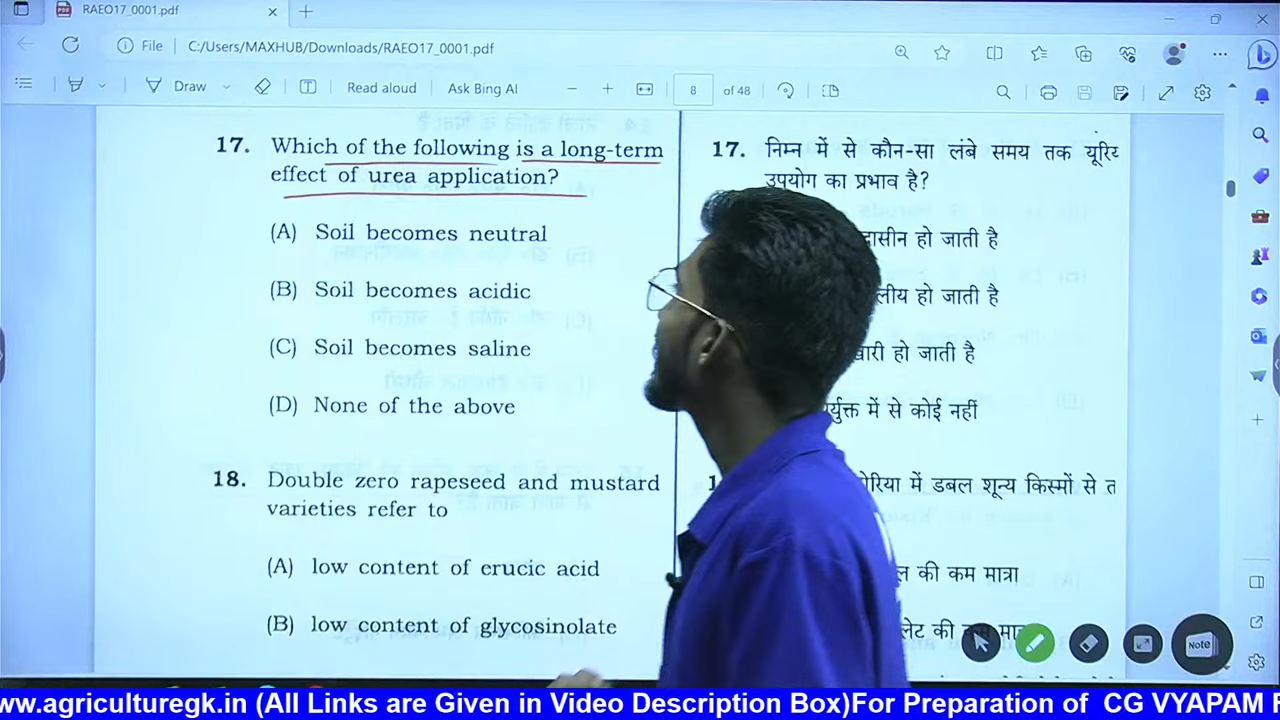 RAEO17_0001.pdf
File
C:/Users/MAXHUB/Downloads/RAEO17_0001.pdf
Draw
Read aloud
Ask Bing AI
8
of 48
17. Which of the following is a long-term
effect of urea application?
(A) Soil becomes neutral
(B) Soil becomes acidic
(C) Soil becomes saline
(D) None of the above
18. Double zero rapeseed and mustard
varieties refer to
(A) low content of erucic acid
(B) low content of glycosinolate
17. निम्न में से कौन-सा लंबे समय तक
उपयोग का प्रभाव है?
हो जाती है
हो जाती है
हो जाती है
में से कोई नहीं
में डबल शून्य किस्मों से
की कम मात्रा
की कम
Note
www.agriculturegk.in (All Links are Given in Video Description Box)For Preparation of CG VYAPAM